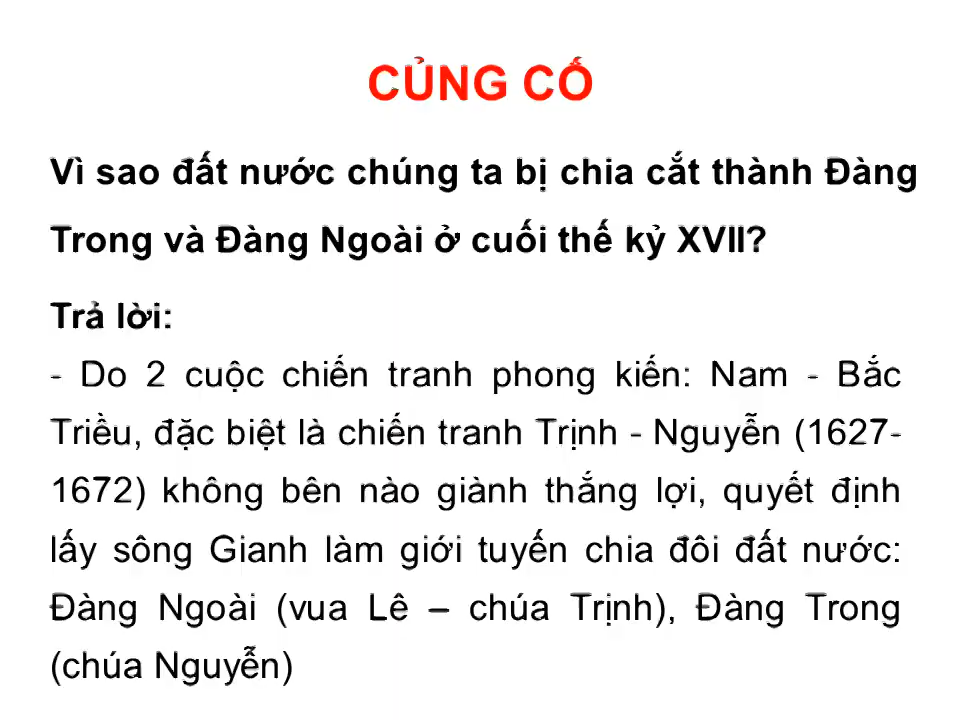 CỦNG CỐ
Vì sao đất nước chúng ta bị chia cắt thành Đàng
Trong và Đàng Ngoài ở cuối thế kỷ XVII?
Trả lời:
- Do 2 cuộc chiến tranh phong kiến: Nam - Bắc
Triều, đặc biệt là chiến tranh Trịnh - Nguyễn (1627-
1672) không bên nào giành thắng lợi, quyết định
lấy sông Gianh làm giới tuyến chia đôi đất nước:
Đàng Ngoài (vua Lê – chúa Trịnh), Đàng Trong
(chúa Nguyễn)